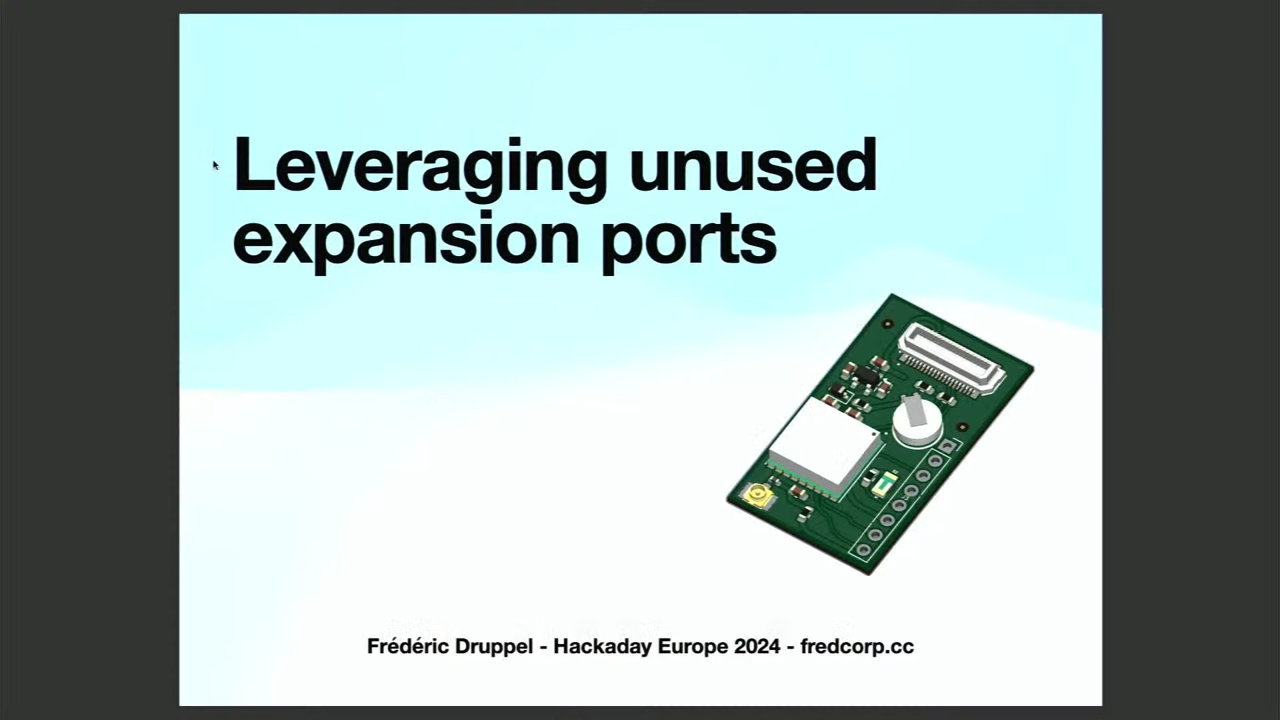 Leveraging unused
expansion ports
Frédéric Druppel - Hackaday Europe 2024 - fredcorp.cc